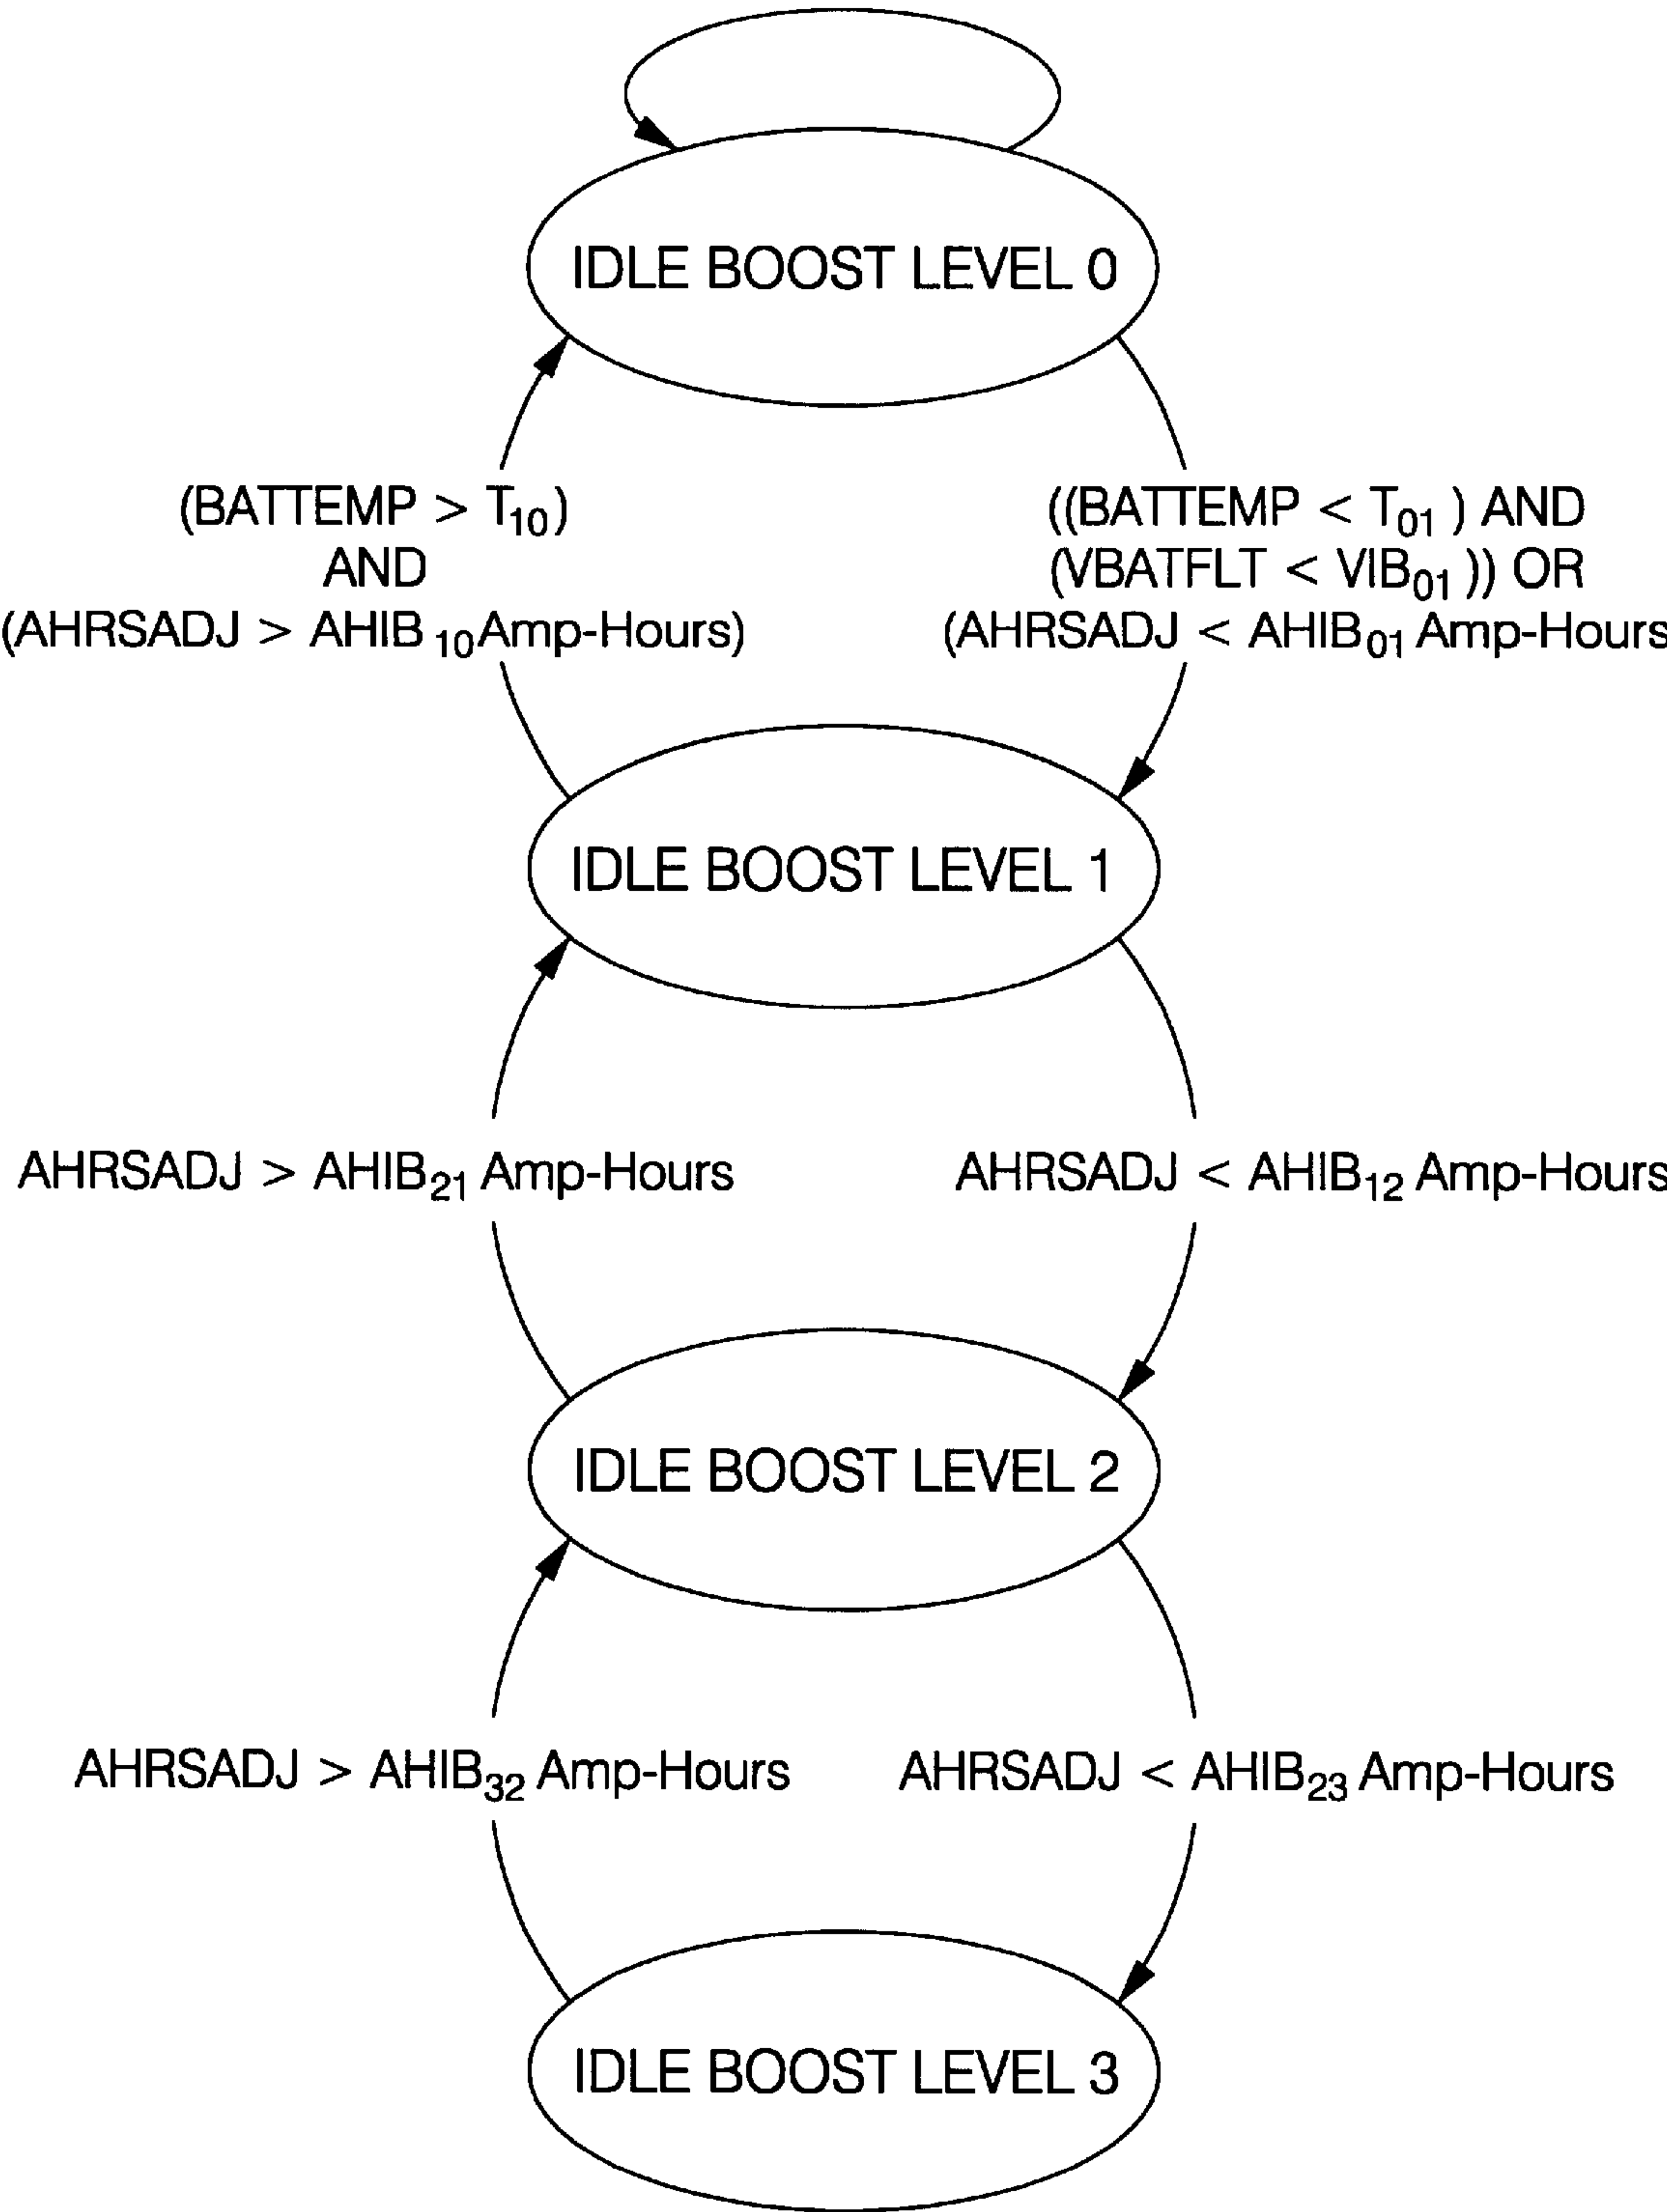 IDLE BOOST LEVEL 0
(BATTEMP > T10)
AND
(AHRSADJ > AHIB 10 Amp-Hours)
((BATTEMP < T01 ) AND
(VBATFLT < VIB01 )) OR
(AHRSADJ < AHIB01 Amp-Hours
IDLE BOOST LEVEL 1
AHRSADJ > AHIB21 Amp-Hours
AHRSADJ < AHIB12 Amp-Hours
IDLE BOOST LEVEL 2
AHRSADJ > AHIB32 Amp-Hours
AHRSADJ < AHIB23 Amp-Hours
IDLE BOOST LEVEL 3